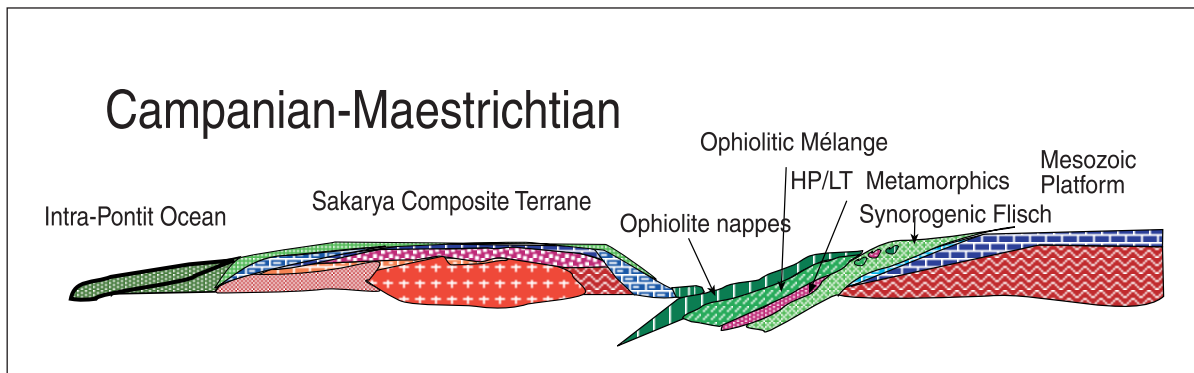 Campanian-Maestrichtian
Ophiolitic Mélange
HP/LT Metamorphics
Mesozoic
Platform
Sakarya Composite Terrane
Intra-Pontit Ocean
Ophiolite nappes
Synorogenic Flisch